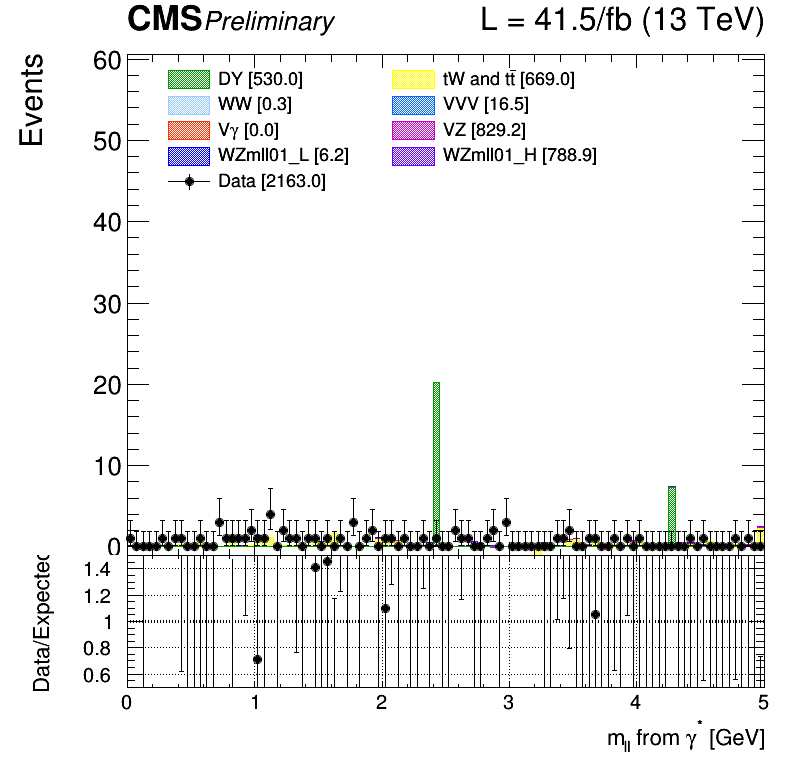 CMS Preliminary L = 41.5/fb (13 TeV)
Events
60
50
40
30
20
10
0
DY [530.0] tW and tt̄ [669.0]
WW [0.3] VVV [16.5]
Vγ [0.0] VZ [829.2]
WZmll01_L [6.2] WZmll01_H [788.9]
Data [2163.0]
Data/Expected
1.4
1.2
1
0.8
0.6
0 1 2 3 4 5
m_ll from γ* [GeV]